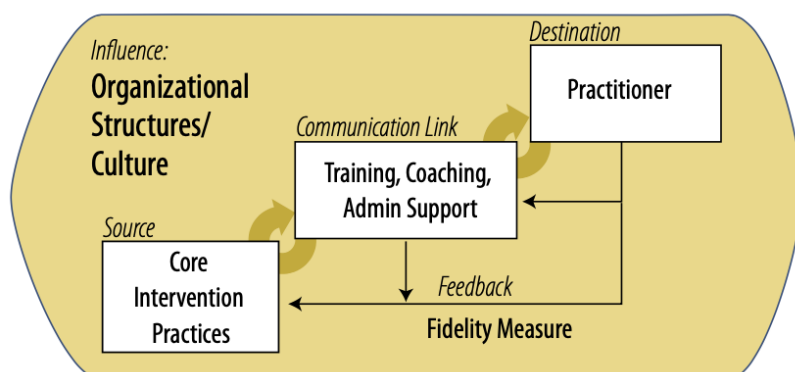 Influence:
Organizational
Structures/
Culture
Destination
Practitioner
Communication Link
Training, Coaching,
Admin Support
Source
Core
Intervention
Practices
Feedback
Fidelity Measure